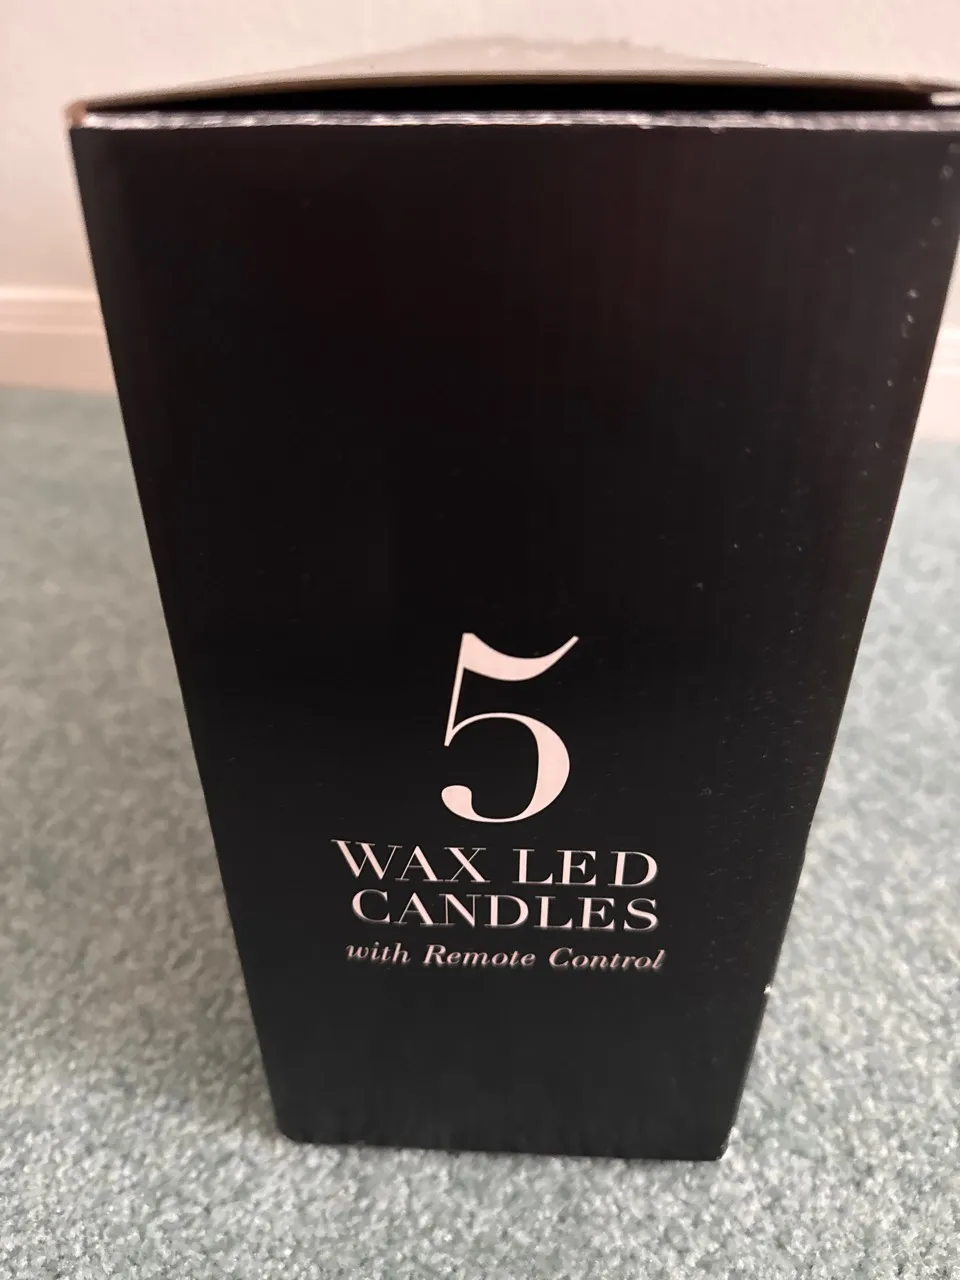 5
WAX LED
CANDLES
with Remote Control